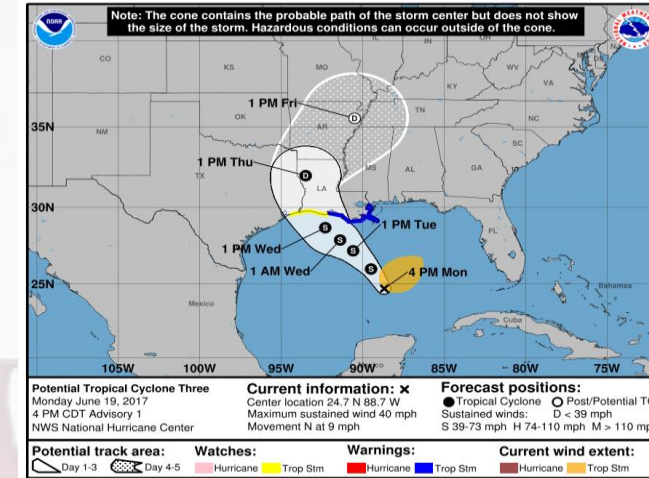 Note: The cone contains the probable path of the storm center but does not show
the size of the storm. Hazardous conditions can occur outside of the cone.
NOAA
CO
KS
MO
IN
WV
VA
KY
1 PM Fri
D
35N
NM
OK
AR
TN
NC
SC
1 PM Thu
TX
LA
MS
AL
GA
30N
1 PM Tue
FL
1 PM Wed
S
S
S
1 AM Wed
S
4 PM Mon
25N
Mexico
Bahamas
Cuba
105W
100W
95W
90W
85W
80W
75W
Potential Tropical Cyclone Three
Monday June 19, 2017
4 PM CDT Advisory 1
NWS National Hurricane Center
Current information: x
Center location 24.7 N 88.7 W
Maximum sustained wind 40 mph
Movement N at 9 mph
Forecast positions:
Tropical Cyclone Post/Potential TC
Sustained winds: D < 39 mph
S 39-73 mph H 74-110 mph M > 110 mp
Potential track area:
Day 1-3 Day 4-5
Watches:
Hurricane Trop Stm
Warnings:
Hurricane Trop Stm
Current wind extent:
Hurricane Trop Stm